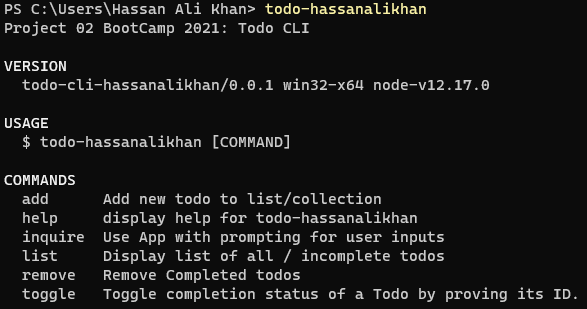 PS C:\Users\Hassan Ali Khan> todo-hassanalikhan
Project 02 BootCamp 2021: Todo CLI
VERSION
todo-cli-hassanalikhan/0.0.1 win32-x64 node-v12.17.0
USAGE
$ todo-hassanalikhan [COMMAND]
COMMANDS
add Add new todo to list/collection
help display help for todo-hassanalikhan
inquire Use App with prompting for user inputs
list Display list of all / incomplete todos
remove Remove Completed todos
toggle Toggle completion status of a Todo by proving its ID.